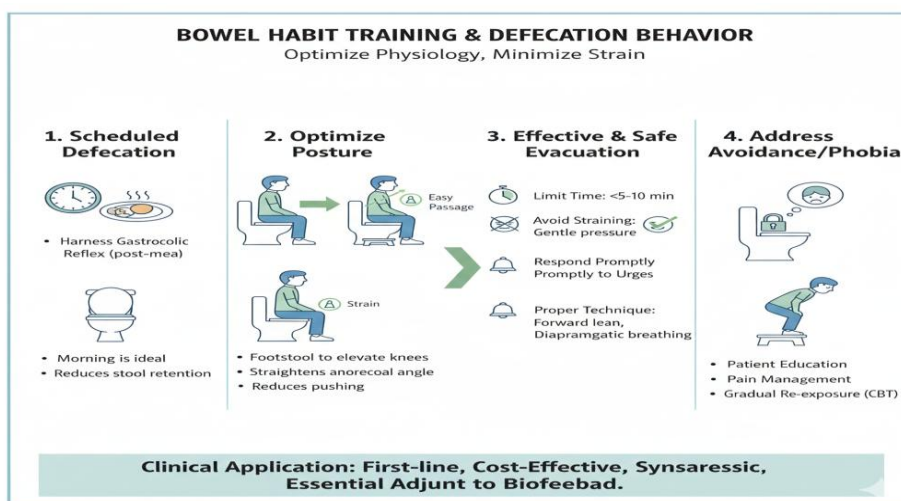 BOWEL HABIT TRAINING & DEFECATION BEHAVIOR
Optimize Physiology, Minimize Strain
1. Scheduled
Defecation
• Harness Gastrocolic
Reflex (post-mea)
• Morning is ideal
• Reduces stool retention
2. Optimize
Posture
Easy
Passage
Strain
• Footstool to elevate knees
• Straightens anorecoal angle
• Reduces pushing
3. Effective & Safe
Evacuation
Limit Time: <5-10 min
Avoid Straining:
Gentle pressure
Respond Promptly
Promptly to Urges
Proper Technique:
Forward lean,
Diapramgatic breathing
4. Address
Avoidance/Phobia
• Patient Education
• Pain Management
• Gradual Re-exposure (CBT)
Clinical Application: First-line, Cost-Effective, Synsaressic,
Essential Adjunt to Biofeebad.